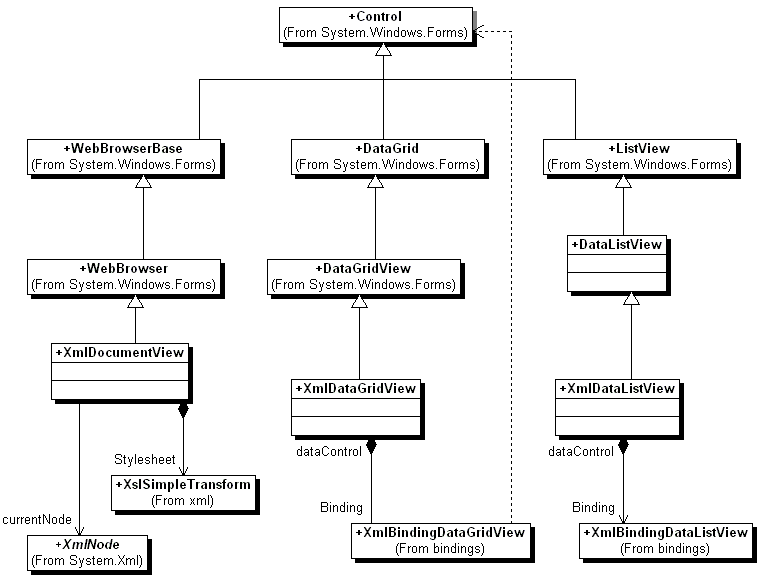 +Control
(From System.Windows.Forms)
+WebBrowserBase
(From System.Windows.Forms)
+DataGrid
(From System.Windows.Forms)
+ListView
(From System.Windows.Forms)
+DataListView
+WebBrowser
(From System.Windows.Forms)
+DataGridView
(From System.Windows.Forms)
+XmlDocumentView
+XmlDataGridView
+XmlDataListView
dataControl
dataControl
Stylesheet
+XslSimpleTransform
(From xml)
Binding
Binding
currentNode
+XmlNode
(From System.Xml)
+XmlBindingDataGridView
(From bindings)
+XmlBindingDataListView
(From bindings)